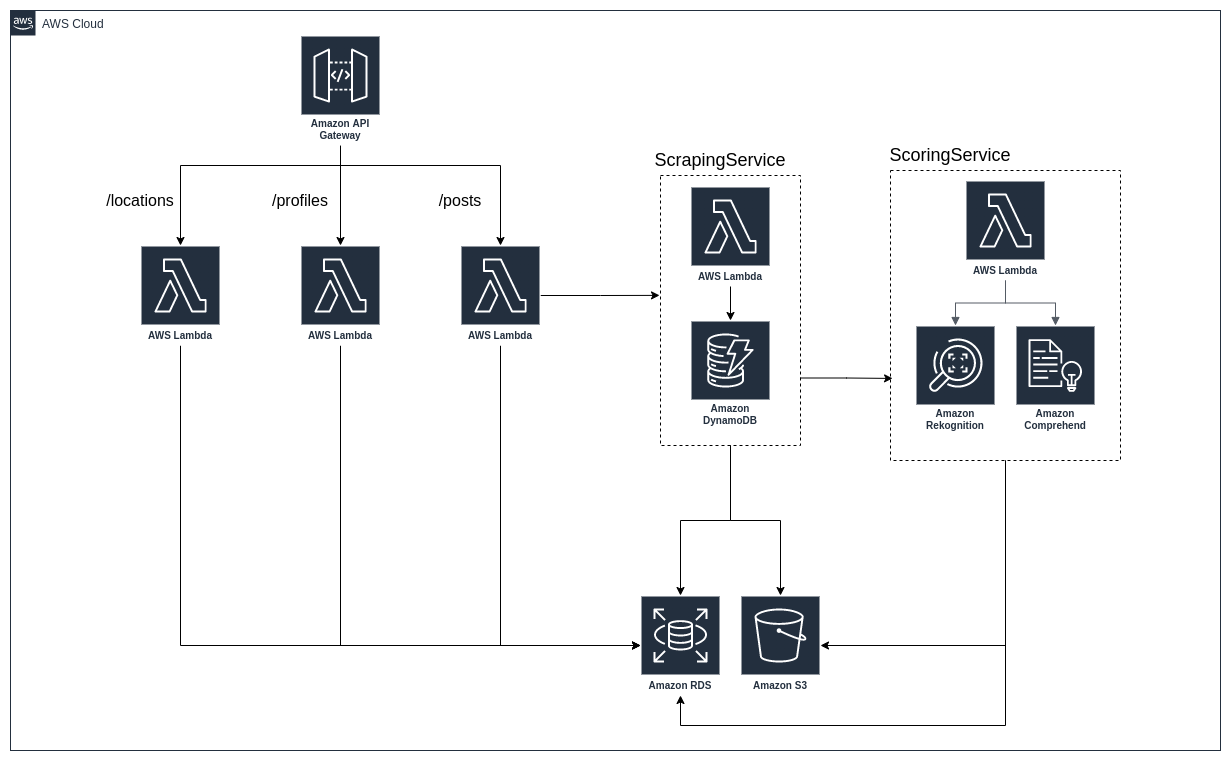 aws
AWS Cloud
</>
Amazon API
Gateway
/locations
/profiles
/posts
AWS Lambda
AWS Lambda
AWS Lambda
ScrapingService
AWS Lambda
Amazon
DynamoDB
ScoringService
AWS Lambda
Amazon
Rekognition
Amazon
Comprehend
Amazon RDS
Amazon S3